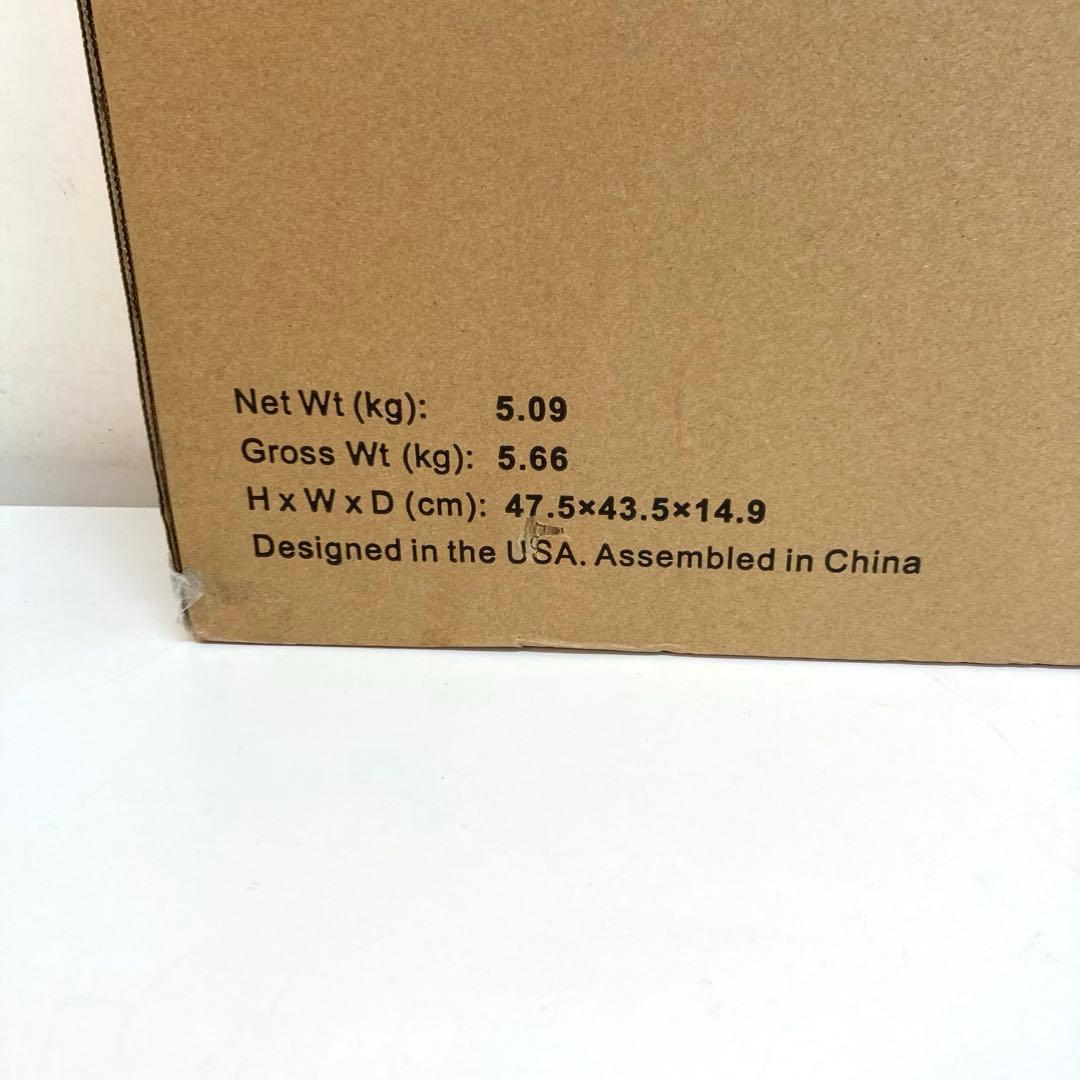 Net Wt (kg): 5.09
Gross Wt (kg): 5.66
H x W x D (cm): 47.5×43.5×14.9
Designed in the USA. Assembled in China